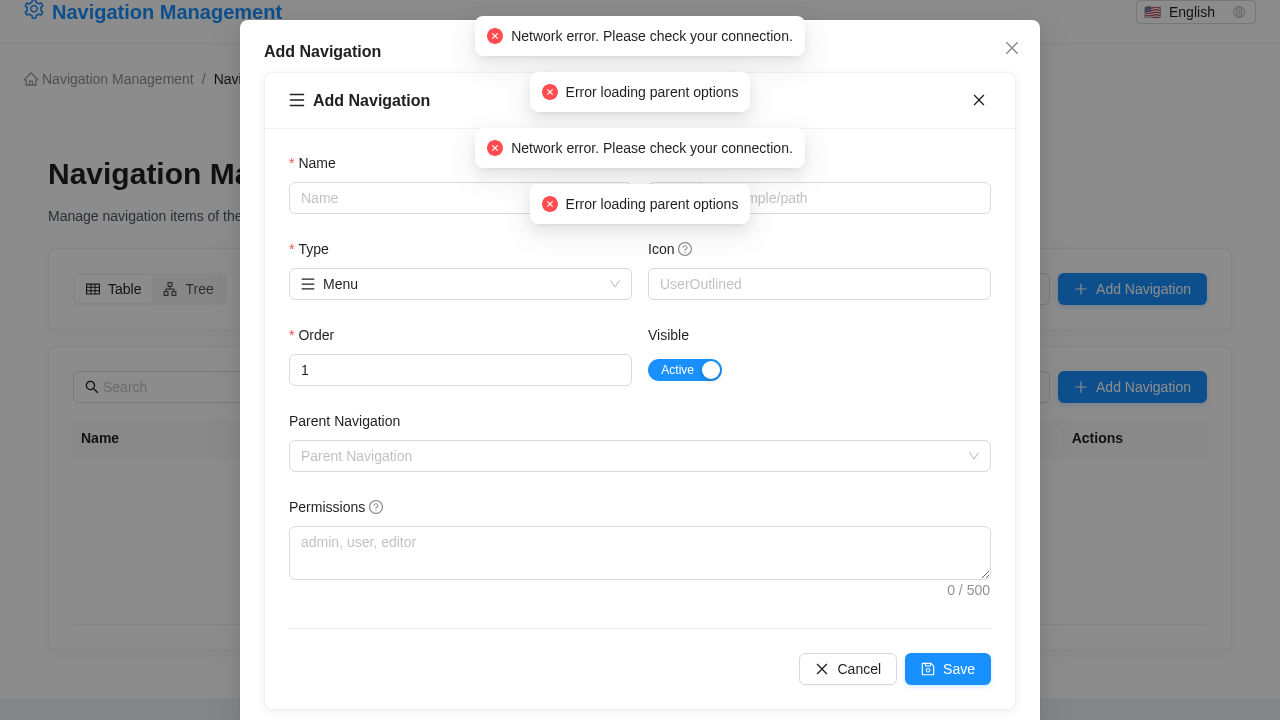 Navigation Management
English
Network error. Please check your connection.
Add Navigation
Navigation Management / Navi
Error loading parent options
Add Navigation
Network error. Please check your connection.
* Name
Navigation Ma
Name
mple/path
Error loading parent options
Manage navigation items of the
* Type
Icon
Menu
UserOutlined
Table
Tree
Add Navigation
* Order
Visible
1
Active
Search
Add Navigation
Parent Navigation
Name
Actions
Parent Navigation
Permissions
admin, user, editor
0 / 500
Cancel
Save